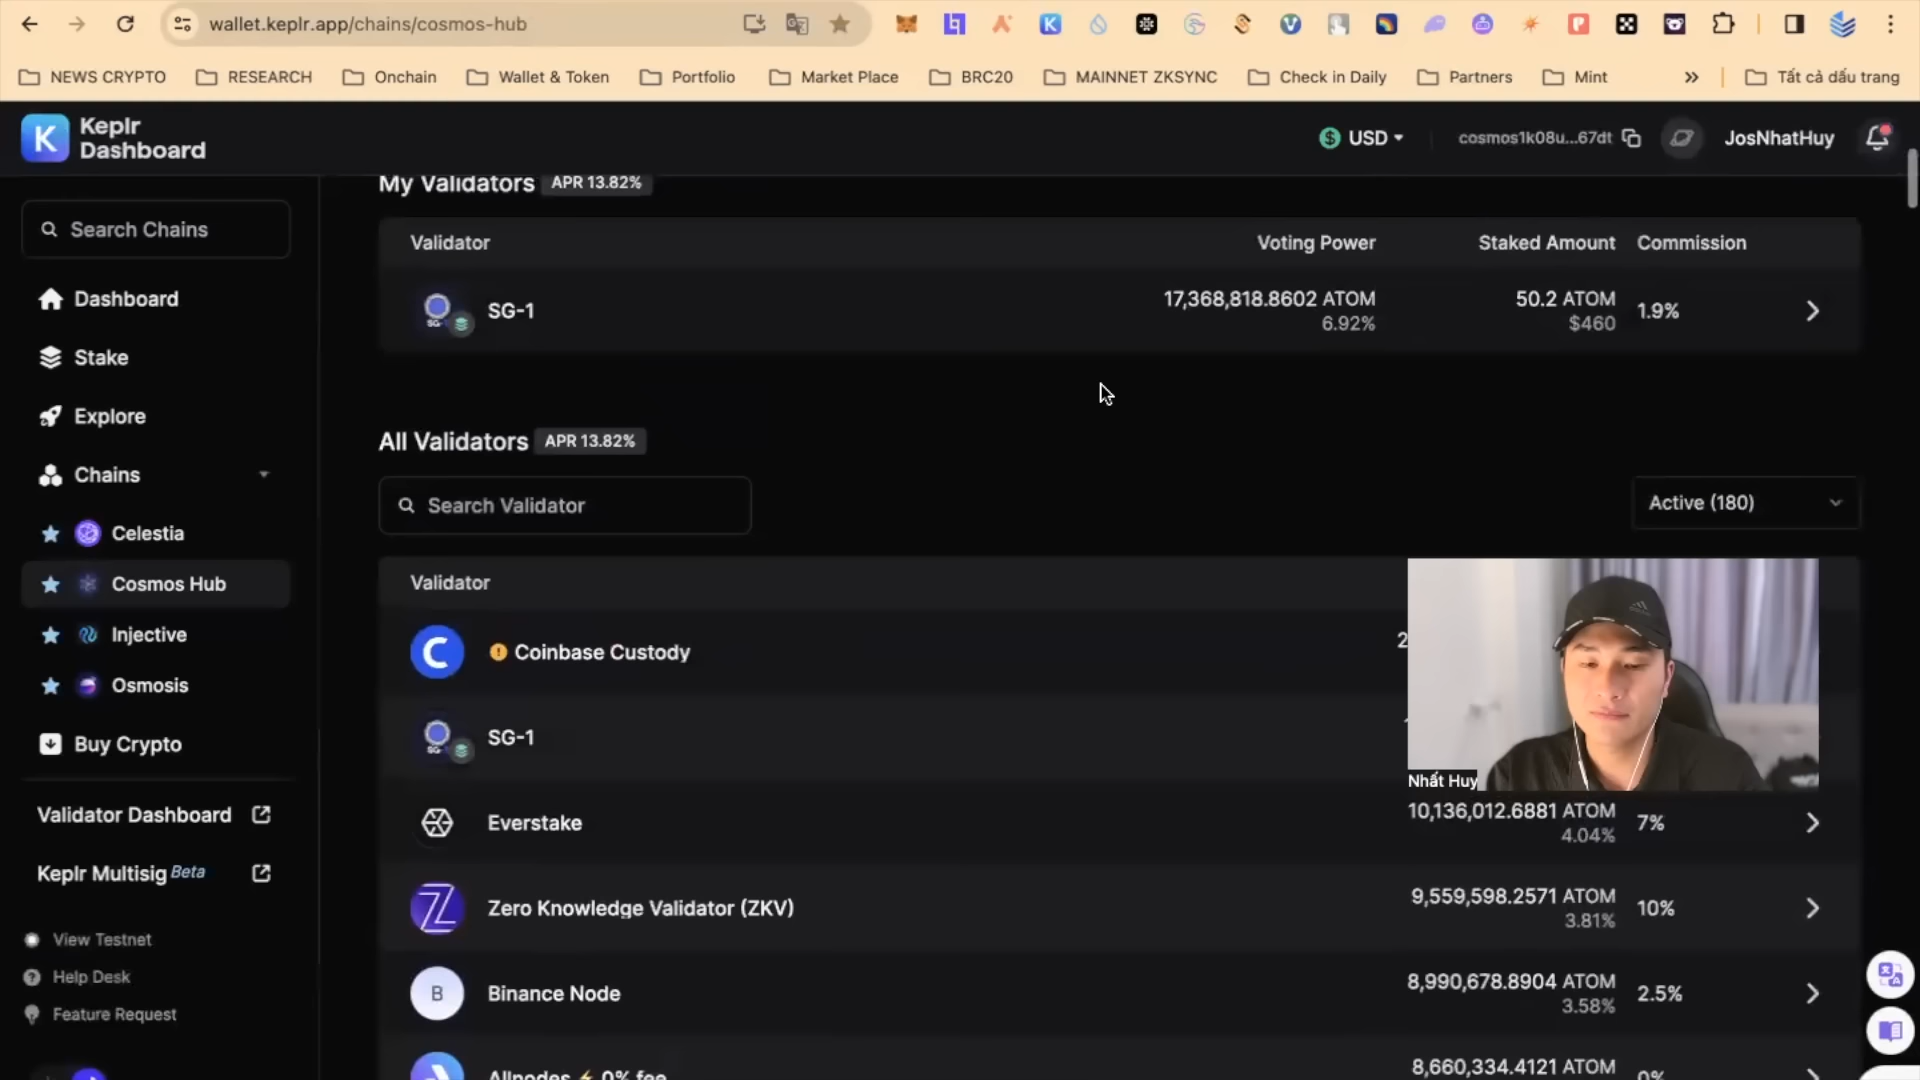 wallet.keplr.app/chains/cosmos-hub
NEWS CRYPTO
RESEARCH
Onchain
Wallet & Token
Portfolio
Market Place
BRC20
MAINNET ZKSYNC
Check in Daily
Partners
Mint
Tất cả dấu trang
Keplr
Dashboard
USD
cosmos1k08u...67dt
JosNhatHuy
Search Chains
Dashboard
Stake
Explore
Chains
Celestia
Cosmos Hub
Injective
Osmosis
Buy Crypto
Validator Dashboard
Keplr Multisig Beta
View Testnet
Help Desk
Feature Request
My Validators APR 13.82%
Validator Voting Power Staked Amount Commission
SG-1 17,368,818.8602 ATOM 50.2 ATOM 1.9%
6.92% $460
All Validators APR 13.82%
Search Validator
Active (180)
Validator
Coinbase Custody 2
SG-1
Nhất Huy
Everstake 10,136,012.6881 ATOM 7%
4.04%
Zero Knowledge Validator (ZKV) 9,559,598.2571 ATOM 10%
3.81%
B Binance Node 8,990,678.8904 ATOM 2.5%
3.58%
Allnodes ⚡ 0% fee 8,660,334.4121 ATOM 0%